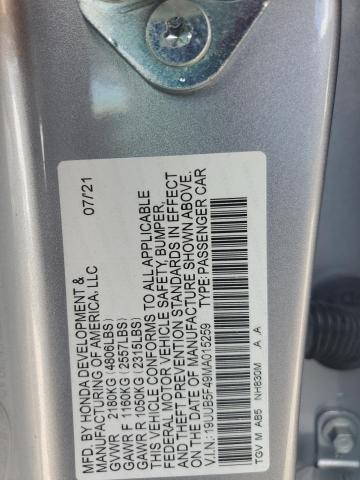 MFD. BY HONDA DEVELOPMENT &
MANUFACTURING OF AMERICA, LLC 07/'21
GVWR 2180KG (4806LBS)
GAWR F 1160KG (2557LBS)
GAWR R 1050KG (2315LBS)
THIS VEHICLE CONFORMS TO ALL APPLICABLE
FEDERAL MOTOR VEHICLE SAFETY, BUMPER,
AND THEFT PREVENTION STANDARDS IN EFFECT
ON THE DATE OF MANUFACTURE SHOWN ABOVE.
V.I.N.: 19UUB5F49MA015259 TYPE: PASSENGER CAR
TGV M AB5 NH830M A A